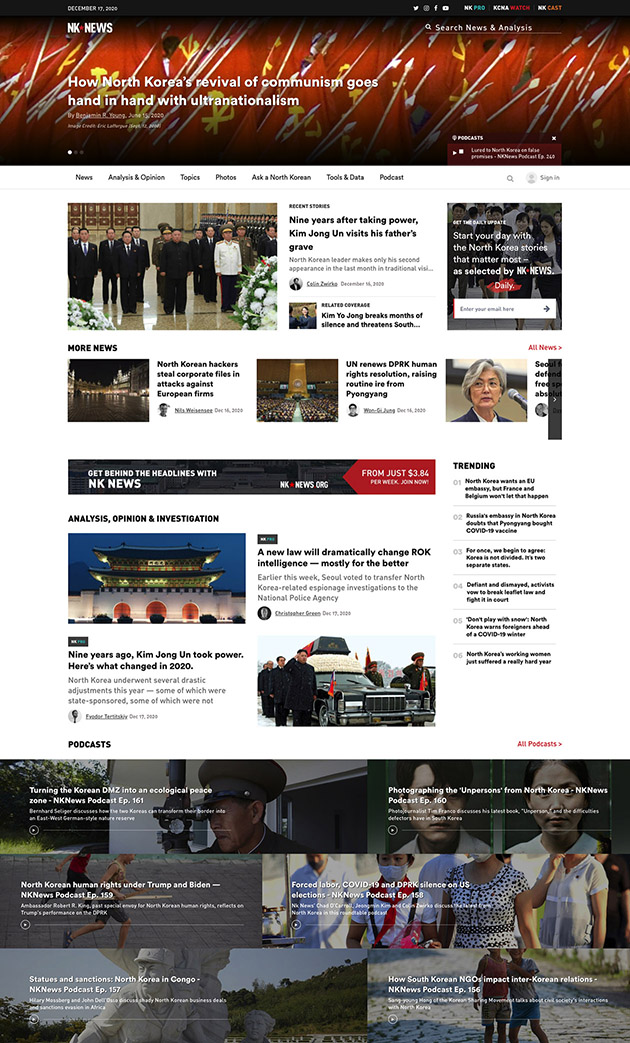 DECEMBER 17, 2020
NK PRO
KCNA WATCH
NK CAST
NK NEWS
Search News & Analysis
How North Korea's revival of communism goes
hand in hand with ultranationalism
By Benjamin R. Young, June 15, 2020
Image Credit: Eric Lafforgue (Sept. 12, 2008)
PODCASTS
Lured to North Korea on false
promises - NKNews Podcast Ep. 240
News
Analysis & Opinion
Topics
Photos
Ask a North Korean
Tools & Data
Podcast
Sign in
RECENT STORIES
Nine years after taking power,
Kim Jong Un visits his father's
grave
North Korean leader makes only his second
appearance in the last month in traditional visi...
Colin Zwirko December 16, 2020
RELATED COVERAGE
Kim Yo Jong breaks months of
silence and threatens South...
GET THE DAILY UPDATE
Start your day with
the North Korea stories
that matter most –
as selected by NK NEWS.
Daily.
Enter your email here
MORE NEWS
All News >
North Korean hackers
steal corporate files in
attacks against
European firms
Nils Weisensee Dec 16, 2020
UN renews DPRK human
rights resolution, raising
routine ire from
Pyongyang
Won-Gi Jung Dec 16, 2020
Seoul f
defend
free sp
absolu
GET BEHIND THE HEADLINES WITH
NK NEWS
NK NEWS ORG
FROM JUST $3.84
PER WEEK. JOIN NOW!
TRENDING
01 North Korea wants an EU
embassy, but France and
Belgium won't let that happen
02 Russia's embassy in North Korea
doubts that Pyongyang bought
COVID-19 vaccine
03 For once, we begin to agree:
Korea is not divided. It's two
separate states.
04 Defiant and dismayed, activists
vow to break leaflet law and
fight it in court
05 'Don't play with snow': North
Korea warns foreigners ahead
of a COVID-19 winter
06 North Korea's working women
just suffered a really hard year
ANALYSIS, OPINION & INVESTIGATION
NK PRO
A new law will dramatically change ROK
intelligence — mostly for the better
Earlier this week, Seoul voted to transfer North
Korea-related espionage investigations to the
National Police Agency
Christopher Green Dec 17, 2020
NK PRO
Nine years ago, Kim Jong Un took power.
Here's what changed in 2020.
North Korea underwent several drastic
adjustments this year — some of which were
state-sponsored, some of which were not
Fyodor Tertitskiy Dec 17, 2020
PODCASTS
All Podcasts >
Turning the Korean DMZ into an ecological peace
zone - NKNews Podcast Ep. 161
Bernhard Seliger discusses how the two Koreas can transform their border into
an East-West German-style nature reserve
Photographing the 'Unpersons' from North Korea - NKNews
Podcast Ep. 160
Photojournalist Tim Franco discusses his latest book, "Unperson," and the difficulties
defectors have in South Korea
North Korean human rights under Trump and Biden —
NKNews Podcast Ep. 159
Ambassador Robert R. King, past special envoy for North Korean human rights, reflects on
Trump's performance on the DPRK
Forced labor, COVID-19 and DPRK silence on US
elections - NKNews Podcast Ep. 158
NK News' Chad O'Carroll, Jeongmin Kim and Colin Zwirko discuss the latest from
North Korea in this roundtable podcast
Statues and sanctions: North Korea in Congo -
NKNews Podcast Ep. 157
Hilary Mossberg and John Dell'Osso discuss shady North Korean business deals
and sanctions evasion in Africa
How South Korean NGOs impact inter-Korean relations -
NKNews Podcast Ep. 156
Sang-young Hong of the Korean Sharing Movement talks about civil society's interactions
with North Korea